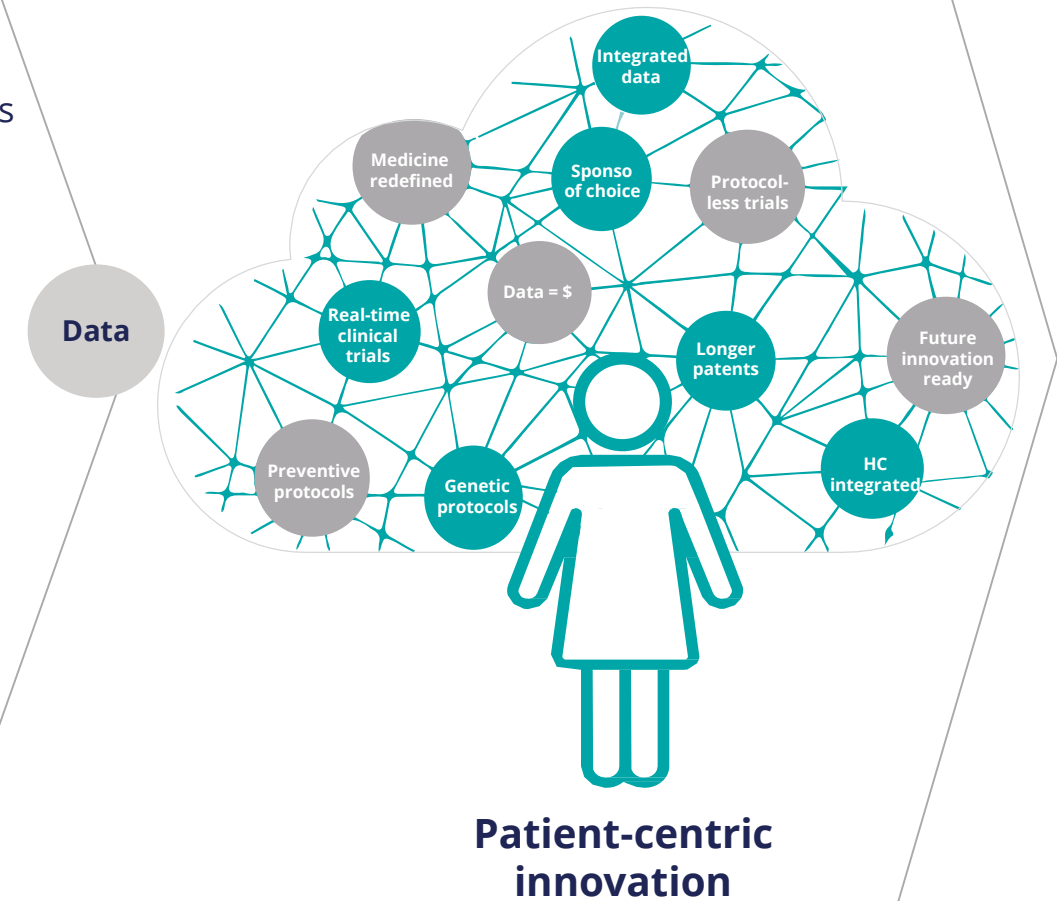 s
Integrated
data
Medicine
redefined
Sponso
of choice
Protocol-
less trials
Data = $
Data
Real-time
clinical
trials
Longer
patents
Future
innovation
ready
Preventive
protocols
Genetic
protocols
HC
integrated
Patient-centric
innovation